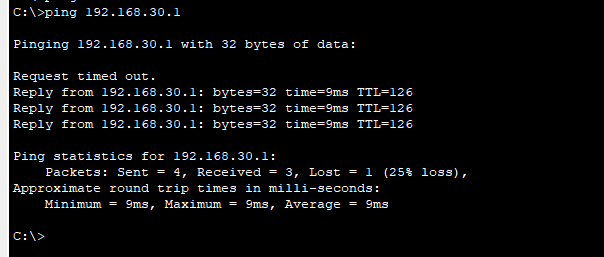 C:\>ping 192.168.30.1
Pinging 192.168.30.1 with 32 bytes of data:
Request timed out.
Reply from 192.168.30.1: bytes=32 time=9ms TTL=126
Reply from 192.168.30.1: bytes=32 time=9ms TTL=126
Reply from 192.168.30.1: bytes=32 time=9ms TTL=126
Ping statistics for 192.168.30.1:
    Packets: Sent = 4, Received = 3, Lost = 1 (25% loss),
Approximate round trip times in milli-seconds:
    Minimum = 9ms, Maximum = 9ms, Average = 9ms
C:\>